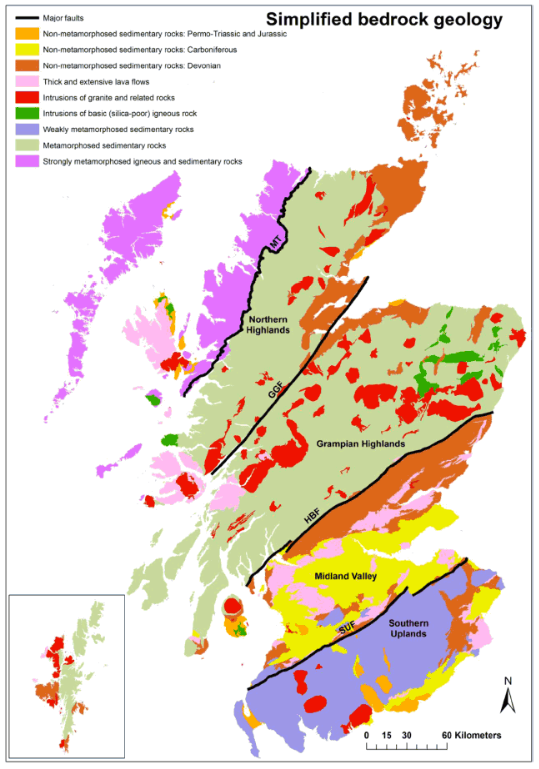 Simplified bedrock geology
Major faults
Non-metamorphosed sedimentary rocks: Permo-Triassic and Jurassic
Non-metamorphosed sedimentary rocks: Carboniferous
Non-metamorphosed sedimentary rocks: Devonian
Thick and extensive lava flows
Intrusions of granite and related rocks
Intrusions of basic (silica-poor) igneous rock
Weakly metamorphosed sedimentary rocks
Metamorphosed sedimentary rocks
Strongly metamorphosed igneous and sedimentary rocks
MT
Northern
Highlands
GGF
Grampian Highlands
HBF
Midland Valley
SUF
Southern
Uplands
N
0 15 30 60 Kilometers